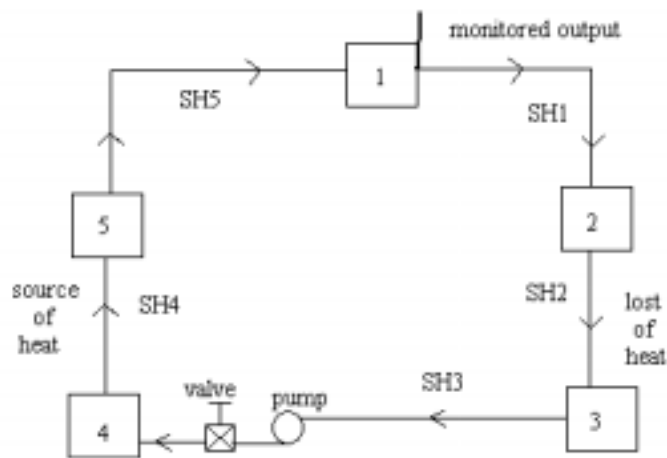 monitored output
1
SH5
SH1
5
2
source
of
heat
SH4
SH2
lost
of
heat
valve
pump
SH3
4
3